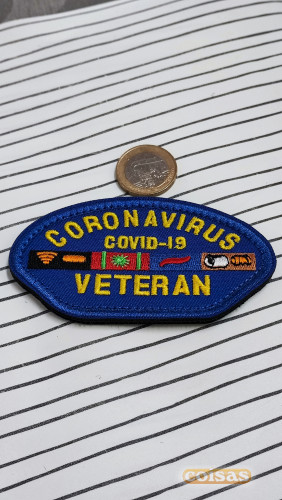 CORONAVIRUS
COVID-19
VETERAN
coisas